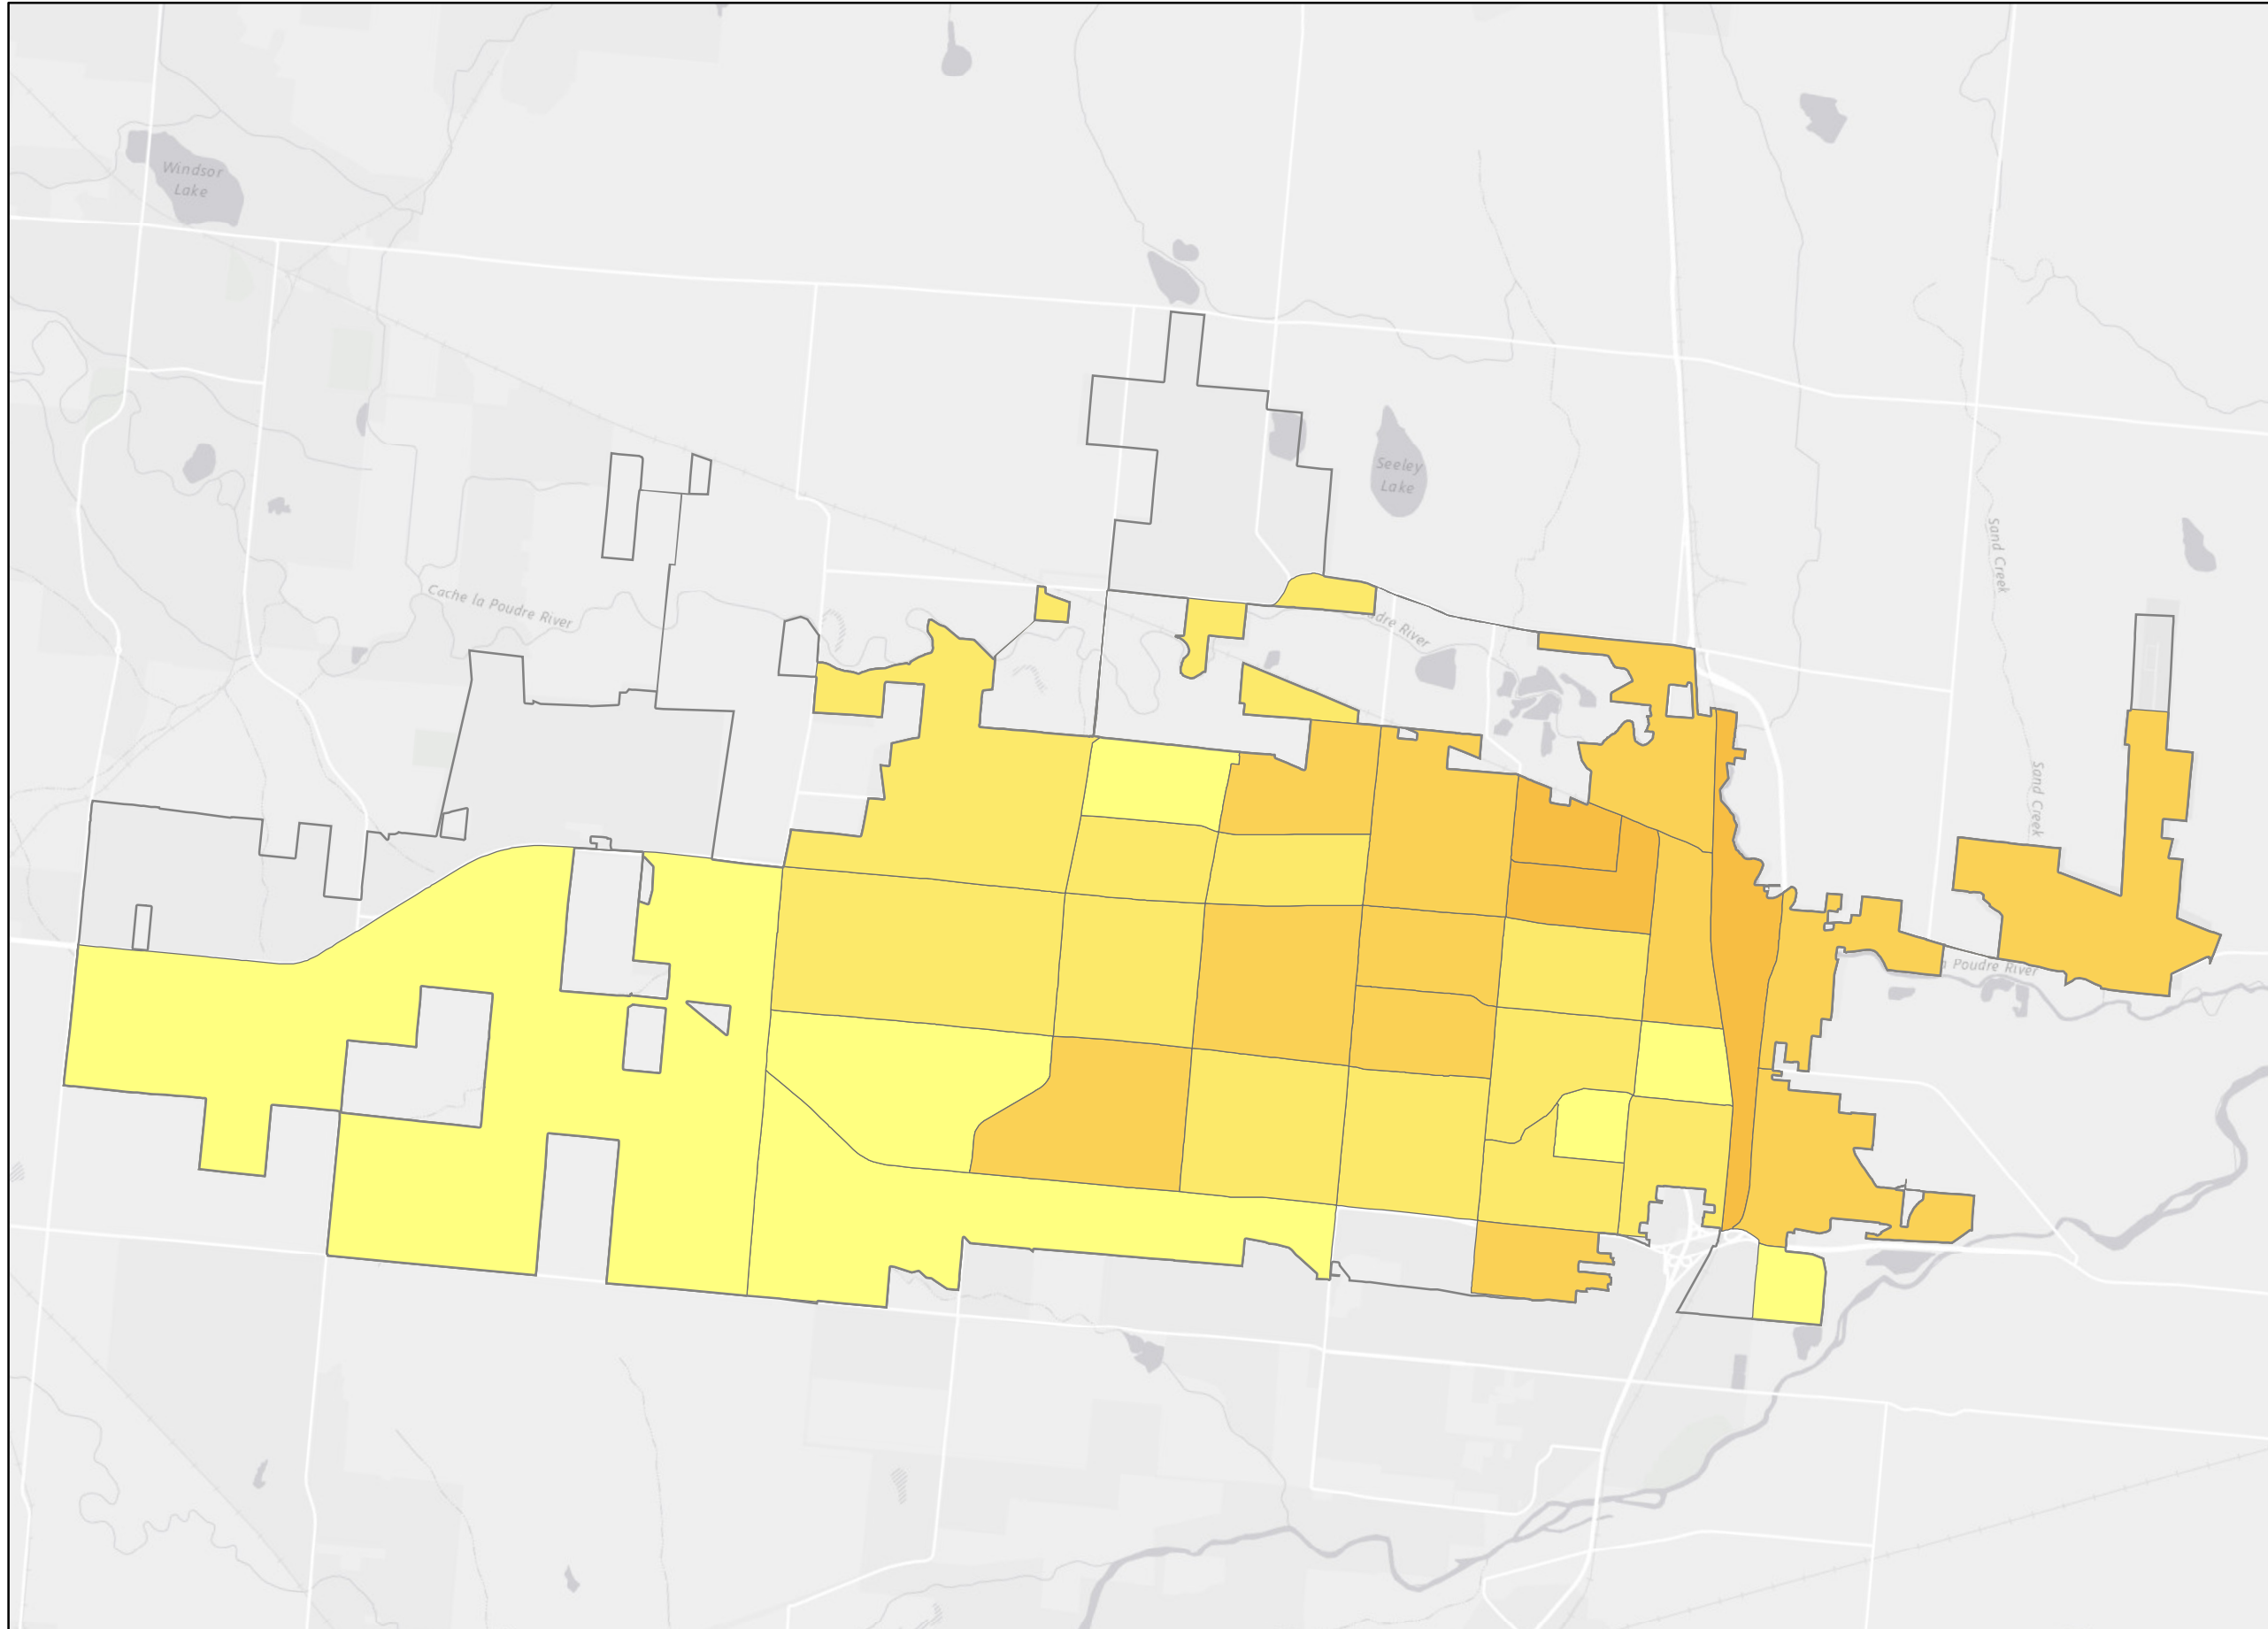 Windsor
Lake
Seeley
Lake
Sand Creek
Cache la Poudre River
dre River
Sand Creek
Poudre River